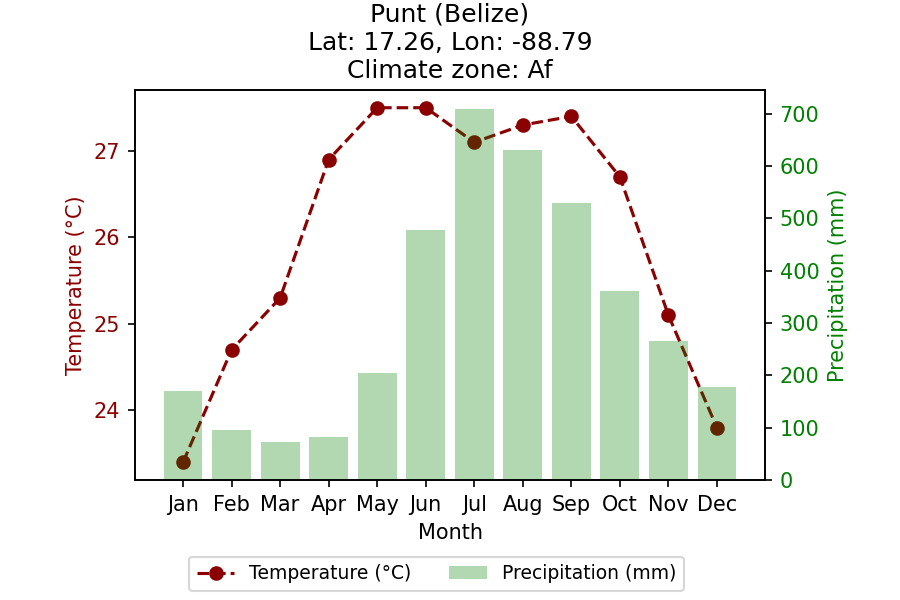 Punt (Belize)
Lat: 17.26, Lon: -88.79
Climate zone: Af
Temperature (°C)
27
26
25
24
700
600
500
400
300
200
100
0
Precipitation (mm)
Jan Feb Mar Apr May Jun Jul Aug Sep Oct Nov Dec
Month
Temperature (°C) Precipitation (mm)